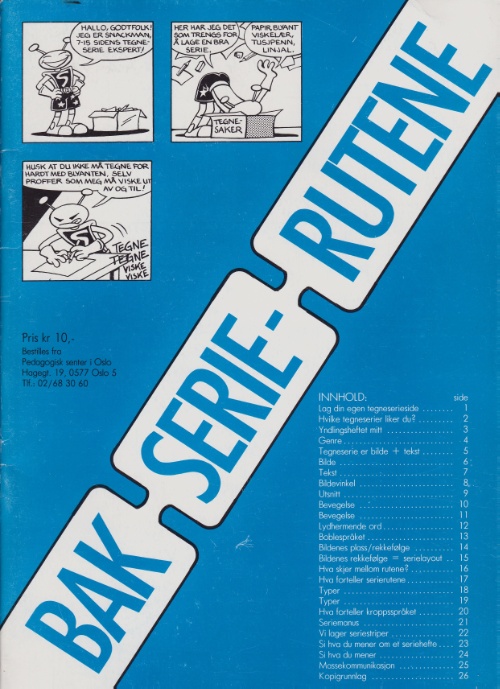 HALLO, GODTFOLK!
JEG ER SNACKMAN,
7-15 SIDENS TEGNE-
SERIE EKSPERT!
HER HAR JEG DET
SOM TRENGS FOR
Å LAGE EN BRA
SERIE.
PAPIR, BLYANT
VISKELÆR,
TUSJPENN,
LINJAL.
TEGNE-
SAKER
HUSK AT DU IKKE MÅ TEGNE FOR
HARDT MED BLYANTEN, SELV
PROFFER SOM MEG MÅ VISKE UT
AV OG TIL!
TEGNE
TEGNE
VISKE
VISKE
BAK
SERIE-
RUTENE
Pris kr 10,-
Bestilles fra
Pedagogisk senter i Oslo
Hagegt. 19, 0577 Oslo 5
Tlf.: 02/68 30 60
INNHOLD: side
Lag din egen tegneserieside ........ 1
Hvilke tegneserier liker du? ......... 2
Yndlingsheftet mitt ................ 3
Genre ......................... 4
Tegneserie er bilde + tekst ........ 5
Bilde .......................... 6
Tekst .......................... 7
Bildevinkel ..................... 8
Utsnitt ......................... 9
Bevegelse ...................... 10
Bevegelse ...................... 11
Lydhermende ord ................ 12
Boblespråket .................... 13
Bildenes plass/rekkefølge ......... 14
Bildenes rekkefølge = serielayout .. 15
Hva skjer mellom rutene? .......... 16
Hva forteller serierutene ........... 17
Typer .......................... 18
Typer .......................... 19
Hva forteller kroppsspråket ........ 20
Seriemanus ..................... 21
Vi lager seriestriper .............. 22
Si hva du mener om et seriehefte .... 23
Si hva du mener ................. 24
Massekommunikasjon ............. 25
Kopigrunnlag ................... 26